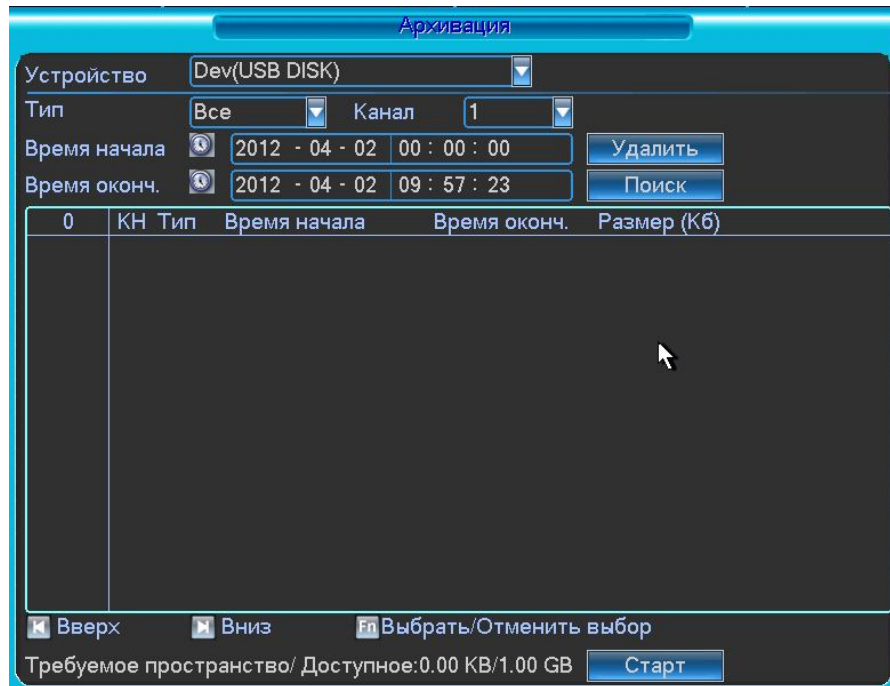 Архивация
Устройство Dev(USB DISK)
Тип Все Канал 1
Время начала 2012 - 04 - 02 00 : 00 : 00 Удалить
Время оконч. 2012 - 04 - 02 09 : 57 : 23 Поиск
0 КН Тип Время начала Время оконч. Размер (Кб)
Вверх Вниз Fn Выбрать/Отменить выбор
Требуемое пространство/ Доступное:0.00 KB/1.00 GB Старт